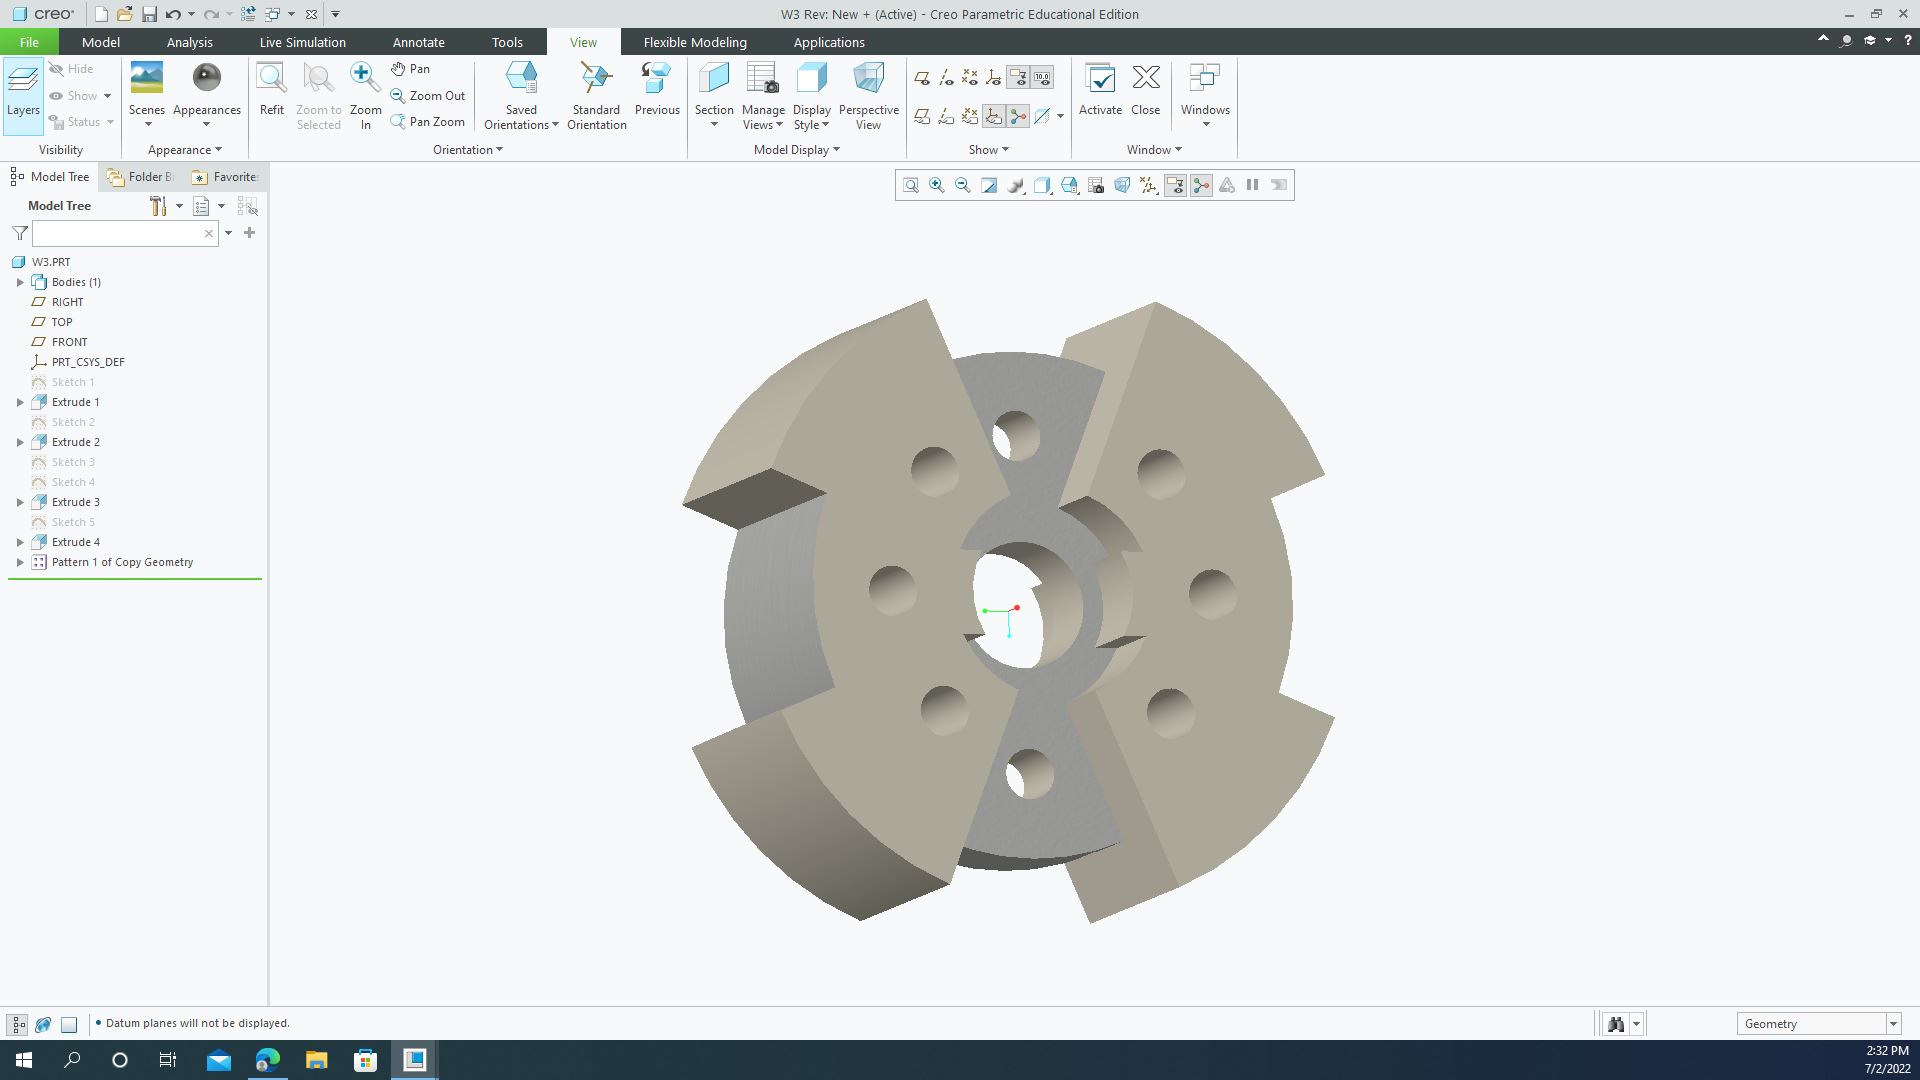 creo
W3 Rev: New + (Active) - Creo Parametric Educational Edition
File Model Analysis Live Simulation Annotate Tools View Flexible Modeling Applications
Layers
Hide
Show
Status
Visibility
Scenes
Appearances
Appearance
Refit
Zoom to Selected
Zoom In
Pan
Zoom Out
Pan Zoom
Saved Orientations
Standard Orientation
Previous
Orientation
Section
Manage Views
Display Style
Perspective View
Model Display
10.0
Show
Activate
Close
Windows
Window
Model Tree Folder B Favorite
Model Tree
W3.PRT
Bodies (1)
RIGHT
TOP
FRONT
PRT_CSYS_DEF
Sketch 1
Extrude 1
Sketch 2
Extrude 2
Sketch 3
Sketch 4
Extrude 3
Sketch 5
Extrude 4
Pattern 1 of Copy Geometry
• Datum planes will not be displayed.
Geometry
2:32 PM
7/2/2022